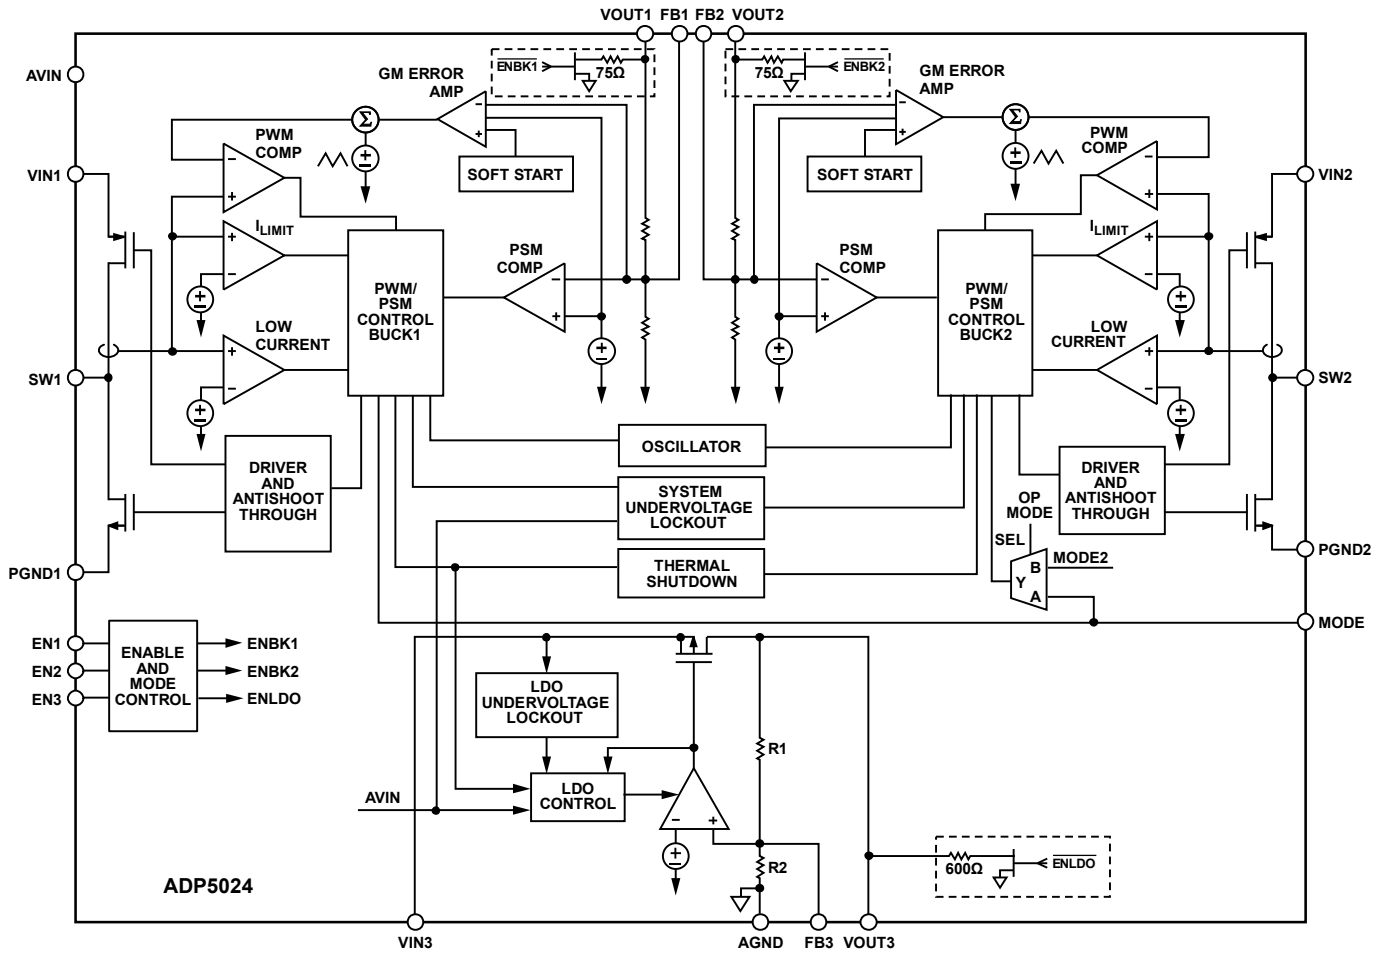 VOUT1 FB1 FB2 VOUT2
AVIN
ENBK1
75Ω
75Ω
ENBK2
GM ERROR
AMP
GM ERROR
AMP
PWM
COMP
Σ
SOFT START
SOFT START
Σ
PWM
COMP
VIN1
VIN2
ILIMIT
PWM/
PSM
CONTROL
BUCK1
PSM
COMP
PSM
COMP
PWM/
PSM
CONTROL
BUCK2
ILIMIT
LOW
CURRENT
LOW
CURRENT
SW1
SW2
DRIVER
AND
ANTISHOOT
THROUGH
OSCILLATOR
SYSTEM
UNDERVOLTAGE
LOCKOUT
THERMAL
SHUTDOWN
DRIVER
AND
ANTISHOOT
THROUGH
OP
MODE
SEL
B
Y
A
MODE2
PGND1
PGND2
MODE
EN1
EN2
EN3
ENABLE
AND
MODE
CONTROL
ENBK1
ENBK2
ENLDO
LDO
UNDERVOLTAGE
LOCKOUT
R1
AVIN
LDO
CONTROL
R2
600Ω
ENLDO
ADP5024
VIN3
AGND
FB3
VOUT3